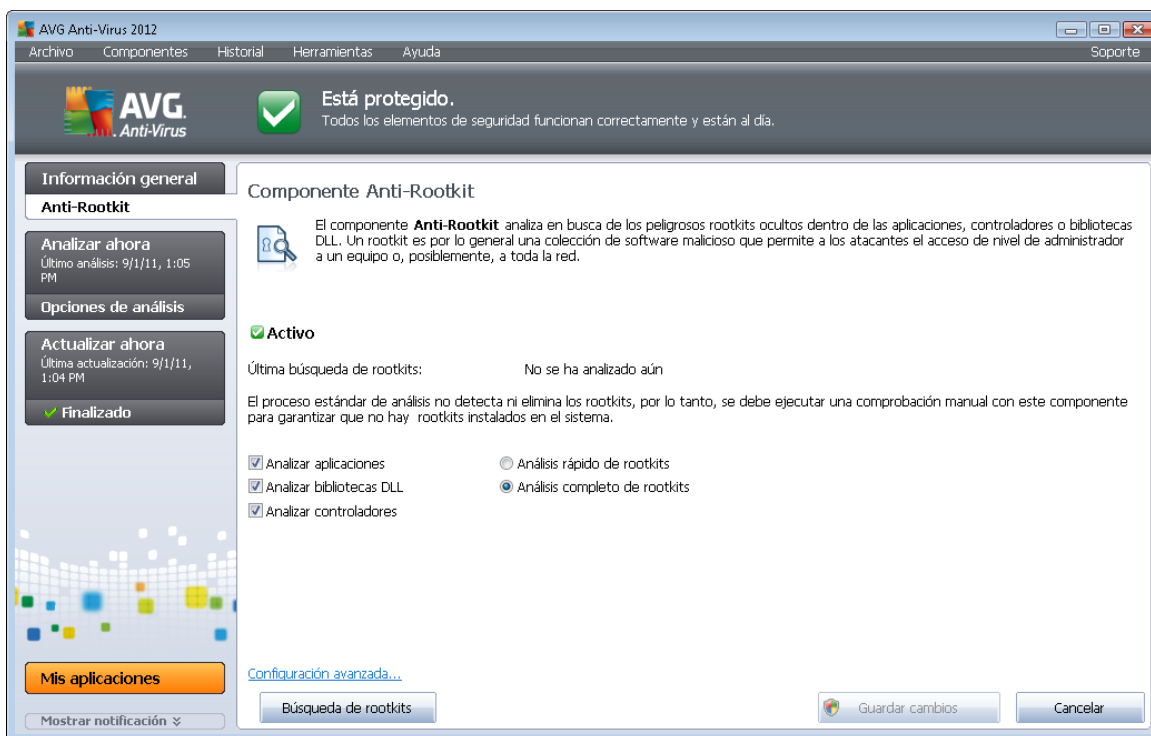 AVG Anti-Virus 2012
Archivo Componentes Historial Herramientas Ayuda Soporte
AVG.
Anti-Virus
Está protegido.
Todos los elementos de seguridad funcionan correctamente y están al día.
Información general
Anti-Rootkit
Analizar ahora
Último análisis: 9/1/11, 1:05
PM
Opciones de análisis
Actualizar ahora
Última actualización: 9/1/11,
1:04 PM
Finalizado
Mis aplicaciones
Mostrar notificación
Componente Anti-Rootkit
El componente Anti-Rootkit analiza en busca de los peligrosos rootkits ocultos dentro de las aplicaciones, controladores o bibliotecas
DLL. Un rootkit es por lo general una colección de software malicioso que permite a los atacantes el acceso de nivel de administrador
a un equipo o, posiblemente, a toda la red.
Activo
Última búsqueda de rootkits: No se ha analizado aún
El proceso estándar de análisis no detecta ni elimina los rootkits, por lo tanto, se debe ejecutar una comprobación manual con este componente
para garantizar que no hay rootkits instalados en el sistema.
Analizar aplicaciones Análisis rápido de rootkits
Analizar bibliotecas DLL Análisis completo de rootkits
Analizar controladores
Configuración avanzada...
Búsqueda de rootkits Guardar cambios Cancelar